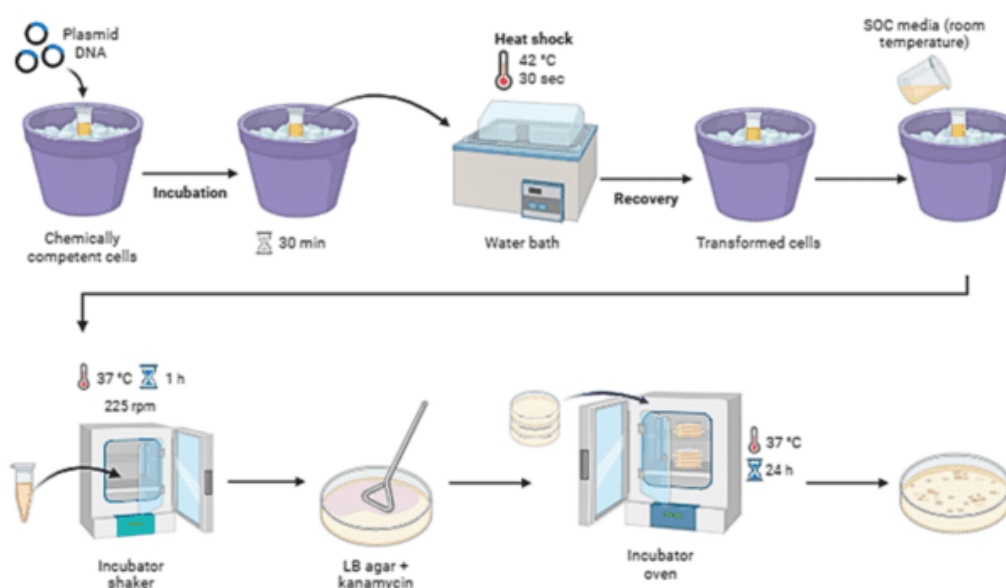 Plasmid
DNA
Heat shock
42 °C
30 sec
SOC media (room
temperature)
Incubation
Recovery
Chemically
competent cells
30 min
Water bath
Transformed cells
37 °C
1 h
225 rpm
37 °C
24 h
Incubator
shaker
LB agar +
kanamycin
Incubator
oven